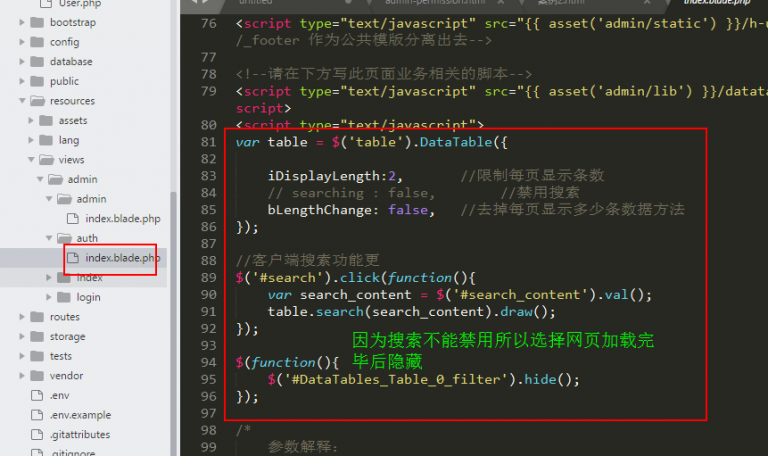 User.php
bootstrap
config
database
public
resources
assets
lang
views
admin
admin
index.blade.php
auth
index.blade.php
index
login
routes
storage
tests
vendor
.env
.env.example
.gitattributes
.gitignore
untitled
admin-permission.html
案例2.html
index.blade.php
76 <script type="text/javascript" src="{{ asset('admin/static') }}/h-u
/_footer 作为公共模版分离出去-->
77
78 <!--请在下方写此页面业务相关的脚本-->
79 <script type="text/javascript" src="{{ asset('admin/lib') }}/datat
script>
80 <script type="text/javascript">
81 var table = $('table').DataTable({
82
83 iDisplayLength:2, //限制每页显示条数
84 // searching : false, //禁用搜索
85 bLengthChange: false, //去掉每页显示多少条数据方法
86 });
87
88 //客户端搜索功能更
89 $('#search').click(function(){
90 var search_content = $('#search_content').val();
91 table.search(search_content).draw();
92 });
93 因为搜索不能禁用所以选择网页加载完
毕后隐藏
94 $(function(){
95 $('#DataTables_Table_0_filter').hide();
96 });
97
98 /*
99 参数解释: